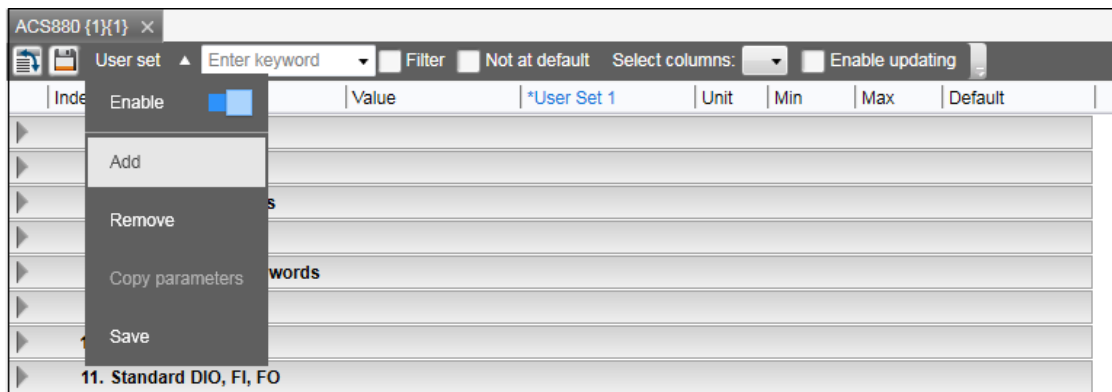 ACS880 {1}{1} ×
User set ▲ Enter keyword Filter Not at default Select columns: Enable updating
Inde Value *User Set 1 Unit Min Max Default
Enable
Add
s
Remove
words
Copy parameters
1
Save
11. Standard DIO, FI, FO